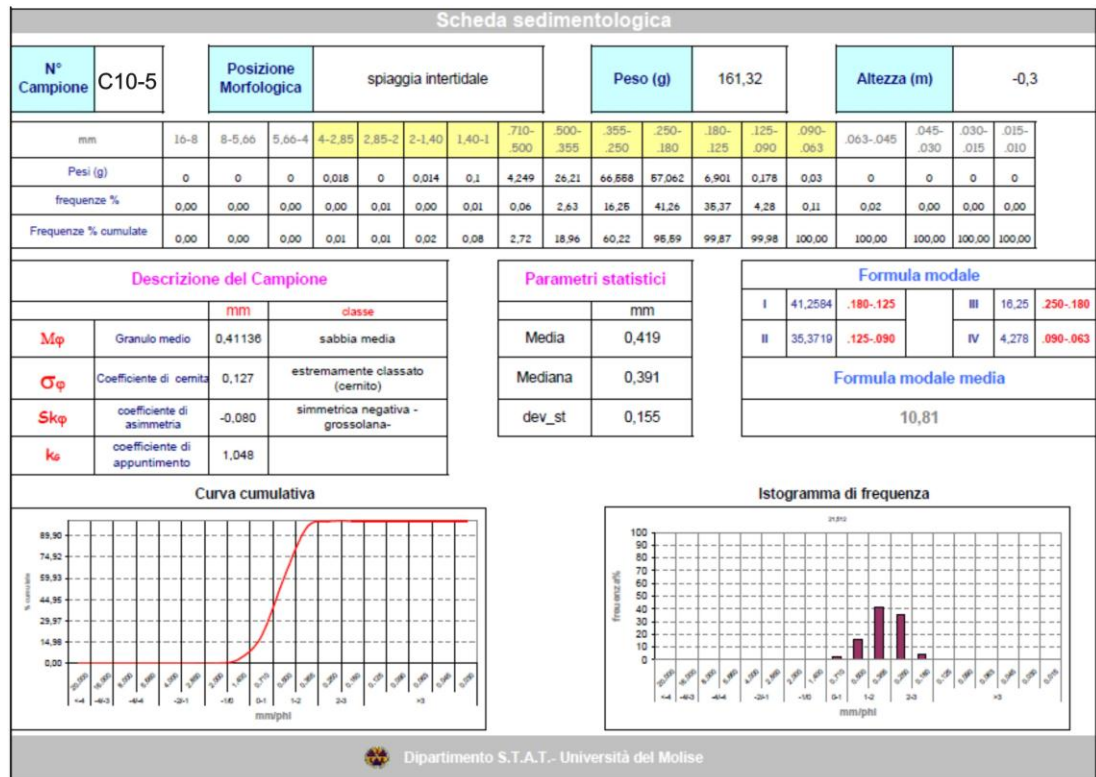 Scheda sedimentologica
N° Campione C10-5 Posizione Morfologica spiaggia intertidale Peso (g) 161,32 Altezza (m) -0,3
mm 16-8 8-5,66 5,66-4 4-2,85 2,85-2 2-1,40 1,40-1 .710-.500 .500-.355 .355-.250 .250-.180 .180-.125 .125-.090 .090-.063 .063-.045 .045-.030 .030-.015 .015-.010
Pesi (g) 0 0 0 0,018 0 0,014 0,1 4,249 26,21 66,558 57,062 6,901 0,178 0,03 0 0 0 0
frequenze % 0,00 0,00 0,00 0,00 0,01 0,00 0,01 0,06 2,63 16,25 41,26 35,37 4,28 0,11 0,02 0,00 0,00 0,00
Frequenze % cumulate 0,00 0,00 0,00 0,01 0,01 0,02 0,08 2,72 18,96 60,22 95,59 99,87 99,98 100,00 100,00 100,00 100,00 100,00
Descrizione del Campione
mm classe
Mφ Granulo medio 0,41136 sabbia media
σφ Coefficiente di cernita 0,127 estremamente classato (cernito)
Skφ coefficiente di asimmetria -0,080 simmetrica negativa - grossolana-
kG coefficiente di appuntimento 1,048
Parametri statistici
mm
Media 0,419
Mediana 0,391
dev_st 0,155
Formula modale
I 41,2584 .180-.125 III 16,25 .250-.180
II 35,3719 .125-.090 IV 4,278 .090-.063
Formula modale media
10,81
Curva cumulativa
% cumulate
89,90
74,92
59,93
44,95
29,97
14,98
0,00
mm/phi
Istogramma di frequenza
100
90
80
70
60
50
40
30
20
10
0
mm/phi
Dipartimento S.T.A.T.- Università del Molise